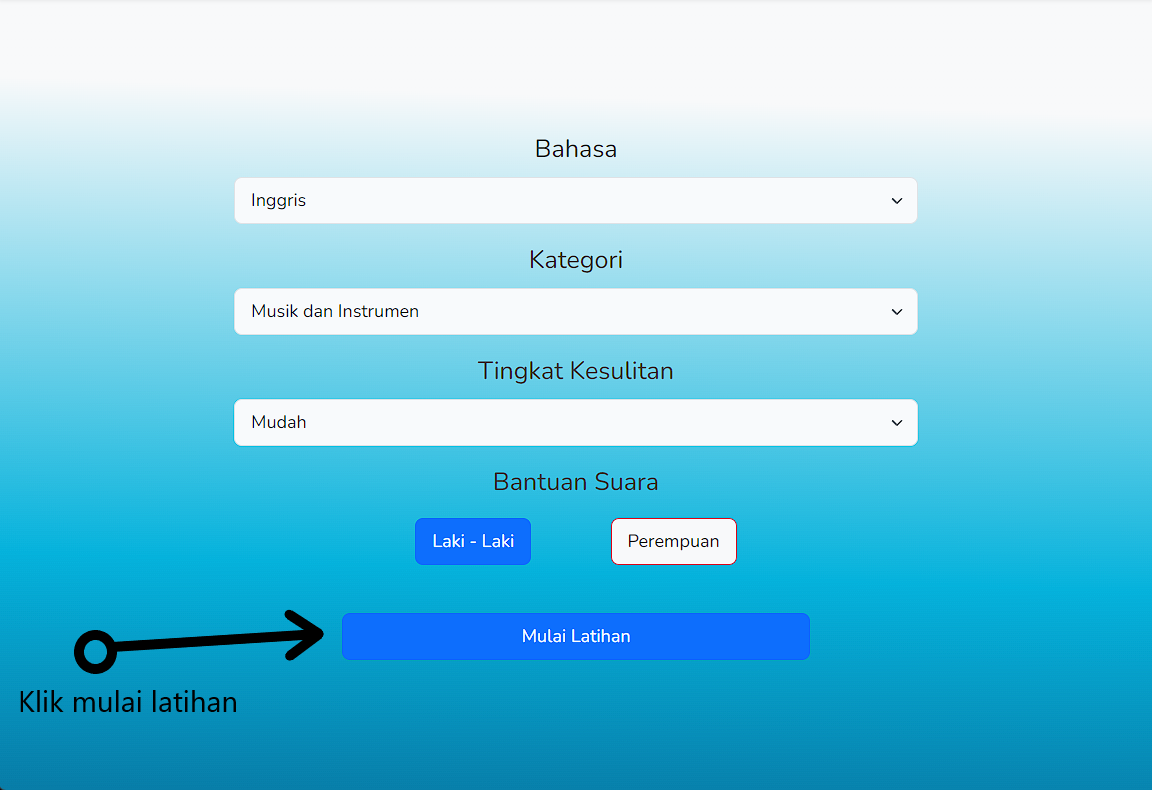 Bahasa
Inggris
Kategori
Musik dan Instrumen
Tingkat Kesulitan
Mudah
Bantuan Suara
Laki - Laki Perempuan
Mulai Latihan
Klik mulai latihan